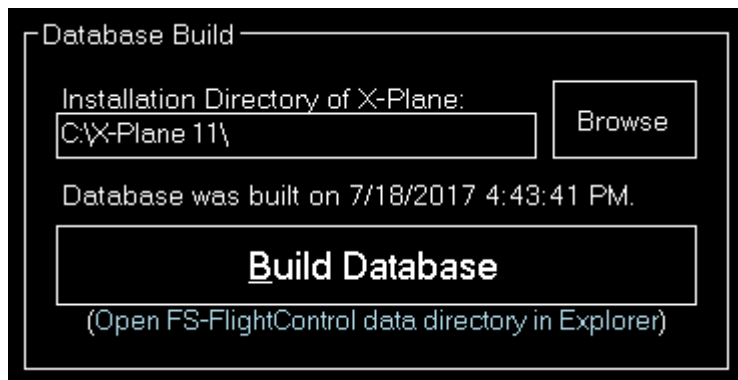 Database Build
Installation Directory of X-Plane:
C:\X-Plane 11\
Browse
Database was built on 7/18/2017 4:43:41 PM.
Build Database
(Open FS-FlightControl data directory in Explorer)